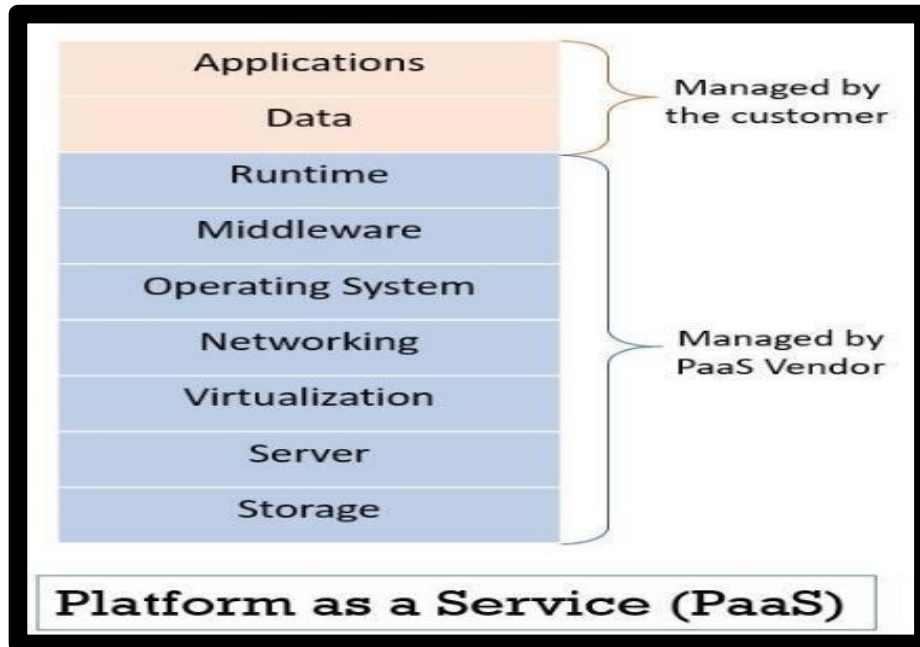 Applications
Data
Runtime
Middleware
Operating System
Networking
Virtualization
Server
Storage
Managed by
the customer
Managed by
PaaS Vendor
Platform as a Service (PaaS)